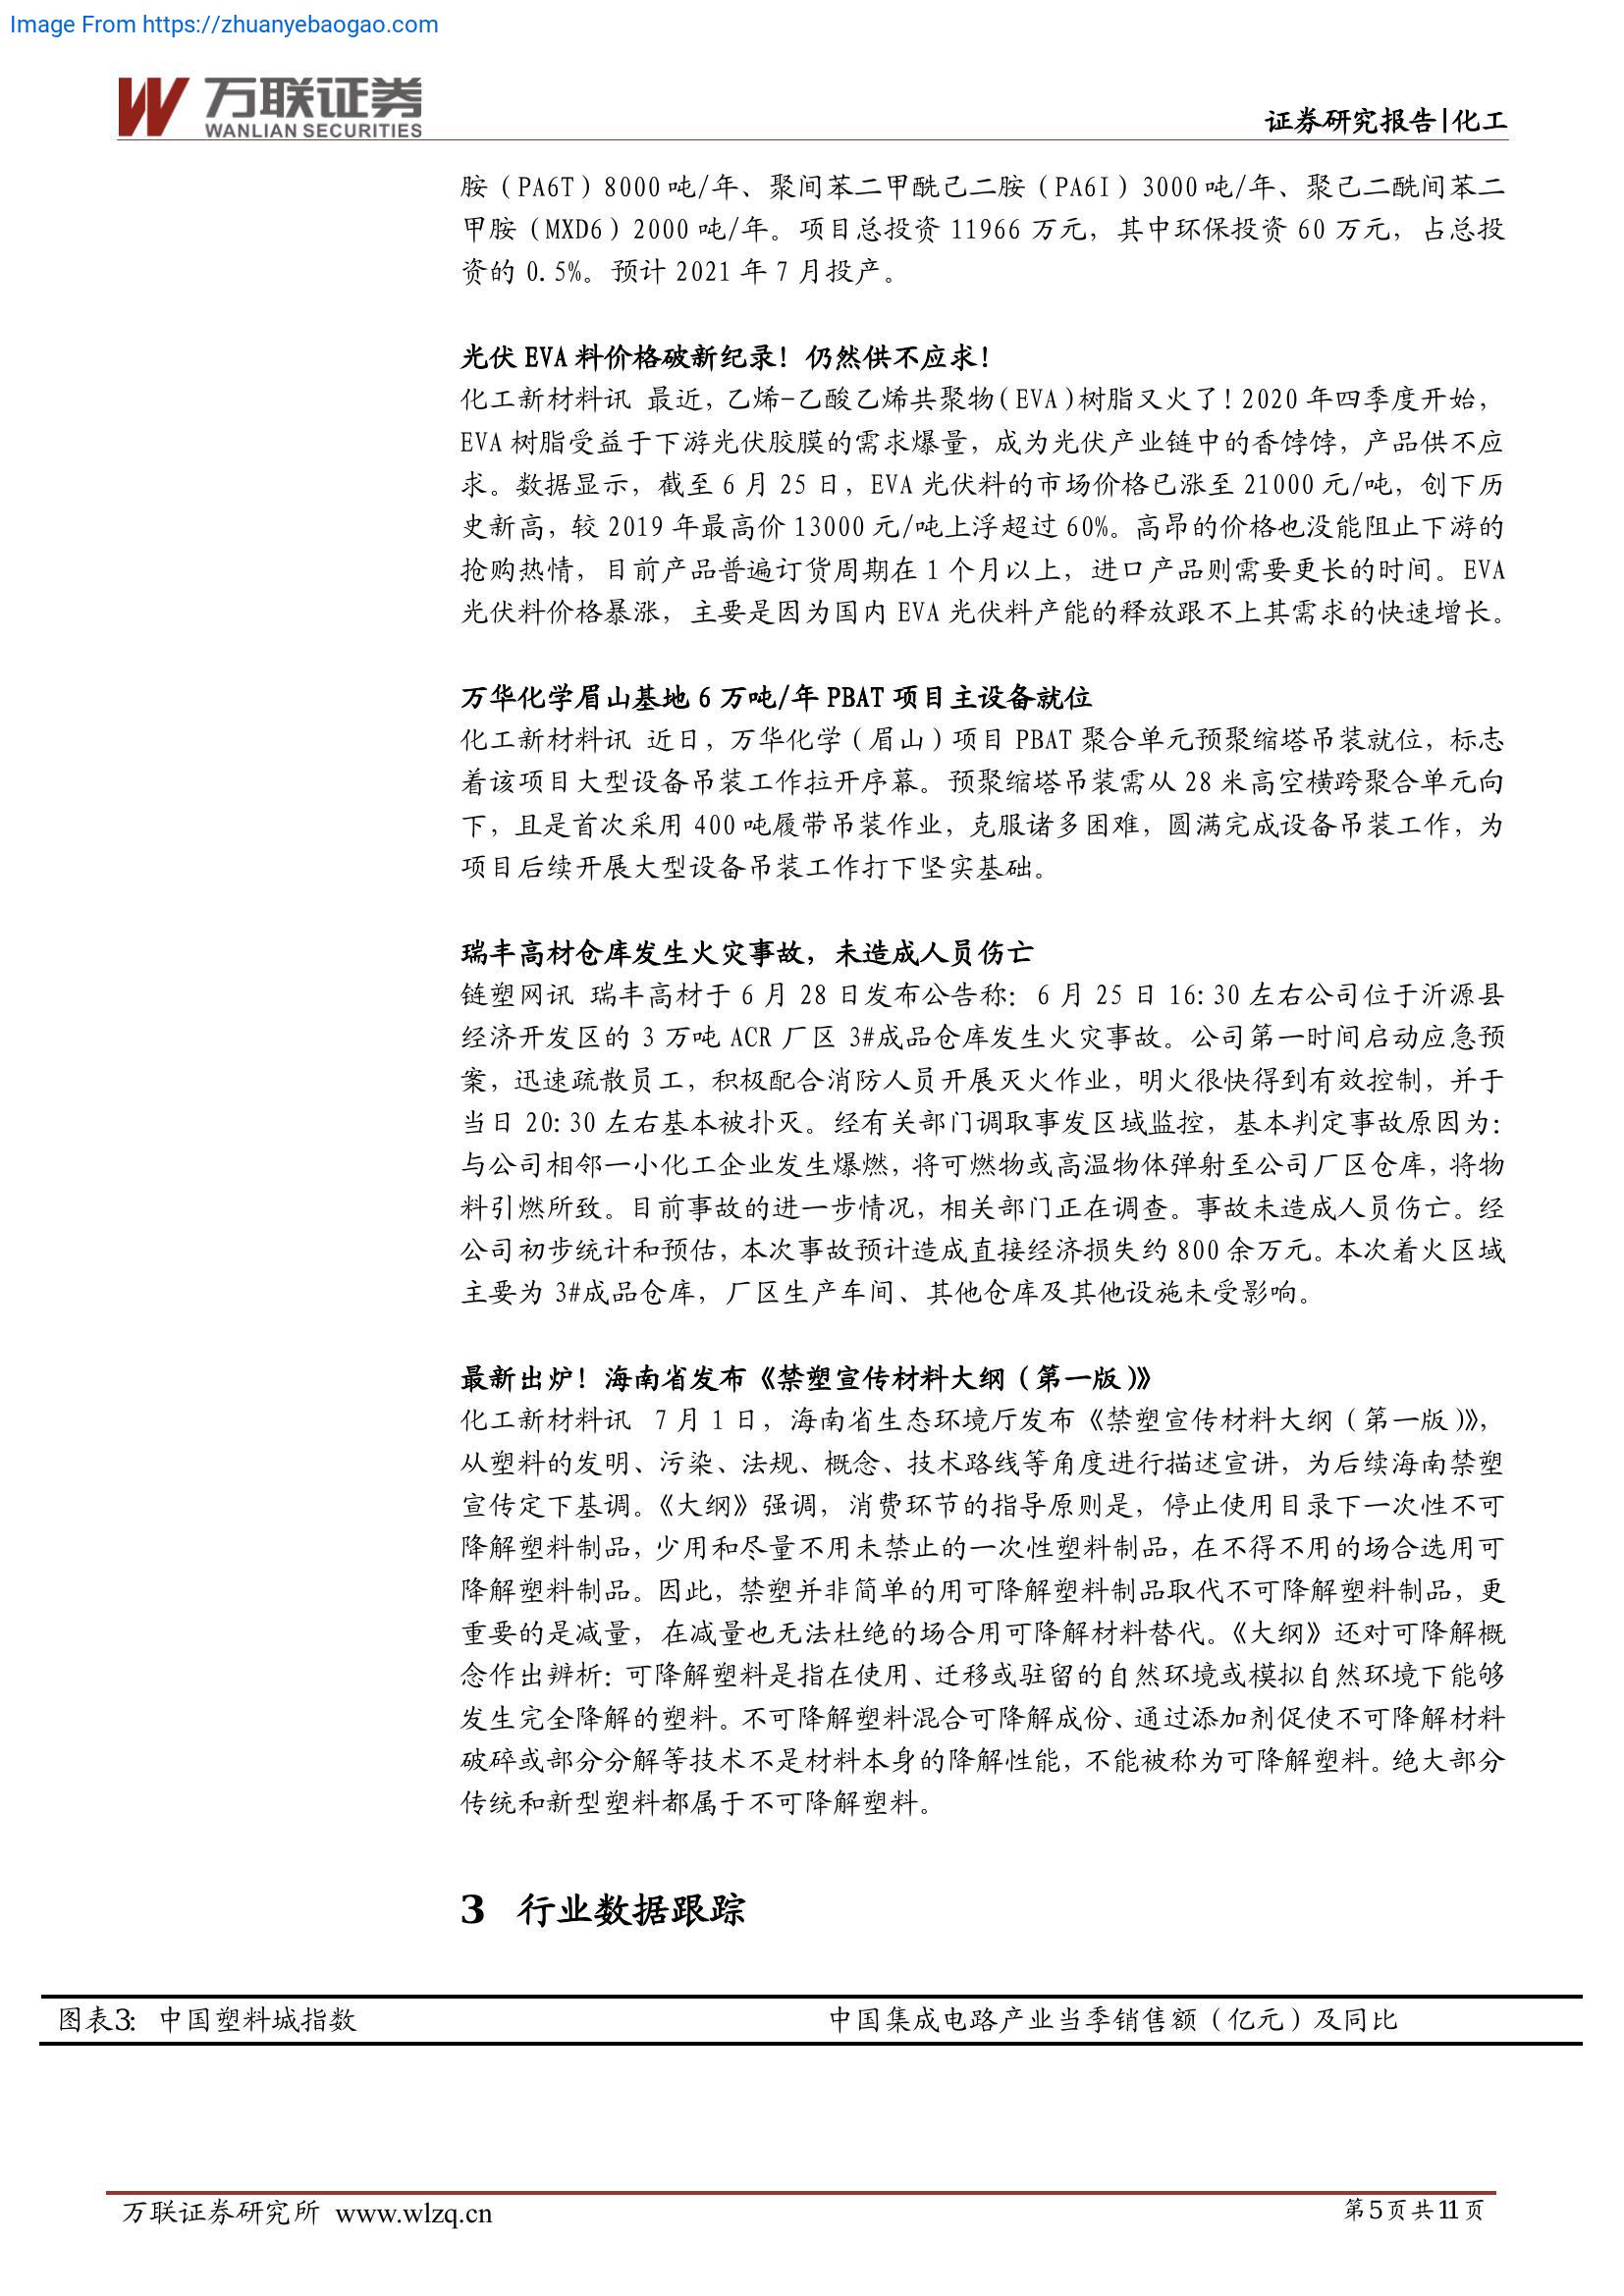 Image From https://zhuanyebaogao.com
万联证券
WANLIAN SECURITIES
证券研究报告|化工
胺（PA6T）8000 吨/年、聚间苯二甲酰己二胺（PA6I）3000 吨/年、聚己二酰间苯二
甲胺（MXD6）2000 吨/年。项目总投资 11966 万元，其中环保投资 60 万元，占总投
资的 0.5%。预计 2021 年 7 月投产。
光伏 EVA 料价格破新纪录！仍然供不应求！
化工新材料讯 最近，乙烯-乙酸乙烯共聚物（EVA）树脂又火了！2020 年四季度开始，
EVA 树脂受益于下游光伏胶膜的需求爆量，成为光伏产业链中的香饽饽，产品供不应
求。数据显示，截至 6 月 25 日，EVA 光伏料的市场价格已涨至 21000 元/吨，创下历
史新高，较 2019 年最高价 13000 元/吨上浮超过 60%。高昂的价格也没能阻止下游的
抢购热情，目前产品普遍订货周期在 1 个月以上，进口产品则需要更长的时间。EVA
光伏料价格暴涨，主要是因为国内 EVA 光伏料产能的释放跟不上其需求的快速增长。
万华化学眉山基地 6 万吨/年 PBAT 项目主设备就位
化工新材料讯 近日，万华化学（眉山）项目 PBAT 聚合单元预聚缩塔吊装就位，标志
着该项目大型设备吊装工作拉开序幕。预聚缩塔吊装需从 28 米高空横跨聚合单元向
下，且是首次采用 400 吨履带吊装作业，克服诸多困难，圆满完成设备吊装工作，为
项目后续开展大型设备吊装工作打下坚实基础。
瑞丰高材仓库发生火灾事故，未造成人员伤亡
链塑网讯 瑞丰高材于 6 月 28 日发布公告称：6 月 25 日 16:30 左右公司位于沂源县
经济开发区的 3 万吨 ACR 厂区 3#成品仓库发生火灾事故。公司第一时间启动应急预
案，迅速疏散员工，积极配合消防人员开展灭火作业，明火很快得到有效控制，并于
当日 20:30 左右基本被扑灭。经有关部门调取事发区域监控，基本判定事故原因为：
与公司相邻一小化工企业发生爆燃，将可燃物或高温物体弹射至公司厂区仓库，将物
料引燃所致。目前事故的进一步情况，相关部门正在调查。事故未造成人员伤亡。经
公司初步统计和预估，本次事故预计造成直接经济损失约 800 余万元。本次着火区域
主要为 3#成品仓库，厂区生产车间、其他仓库及其他设施未受影响。
最新出炉！海南省发布《禁塑宣传材料大纲（第一版）》
化工新材料讯 7 月 1 日，海南省生态环境厅发布《禁塑宣传材料大纲（第一版）》，
从塑料的发明、污染、法规、概念、技术路线等角度进行描述宣讲，为后续海南禁塑
宣传定下基调。《大纲》强调，消费环节的指导原则是，停止使用目录下一次性不可
降解塑料制品，少用和尽量不用未禁止的一次性塑料制品，在不得不用的场合选用可
降解塑料制品。因此，禁塑并非简单的用可降解塑料制品取代不可降解塑料制品，更
重要的是减量，在减量也无法杜绝的场合用可降解材料替代。《大纲》还对可降解概
念作出辨析：可降解塑料是指在使用、迁移或驻留的自然环境或模拟自然环境下能够
发生完全降解的塑料。不可降解塑料混合可降解成份、通过添加剂促使不可降解材料
破碎或部分分解等技术不是材料本身的降解性能，不能被称为可降解塑料。绝大部分
传统和新型塑料都属于不可降解塑料。
3 行业数据跟踪
图表3: 中国塑料城指数 中国集成电路产业当季销售额（亿元）及同比
万联证券研究所 www.wlzq.cn 第 5 页 共 11 页